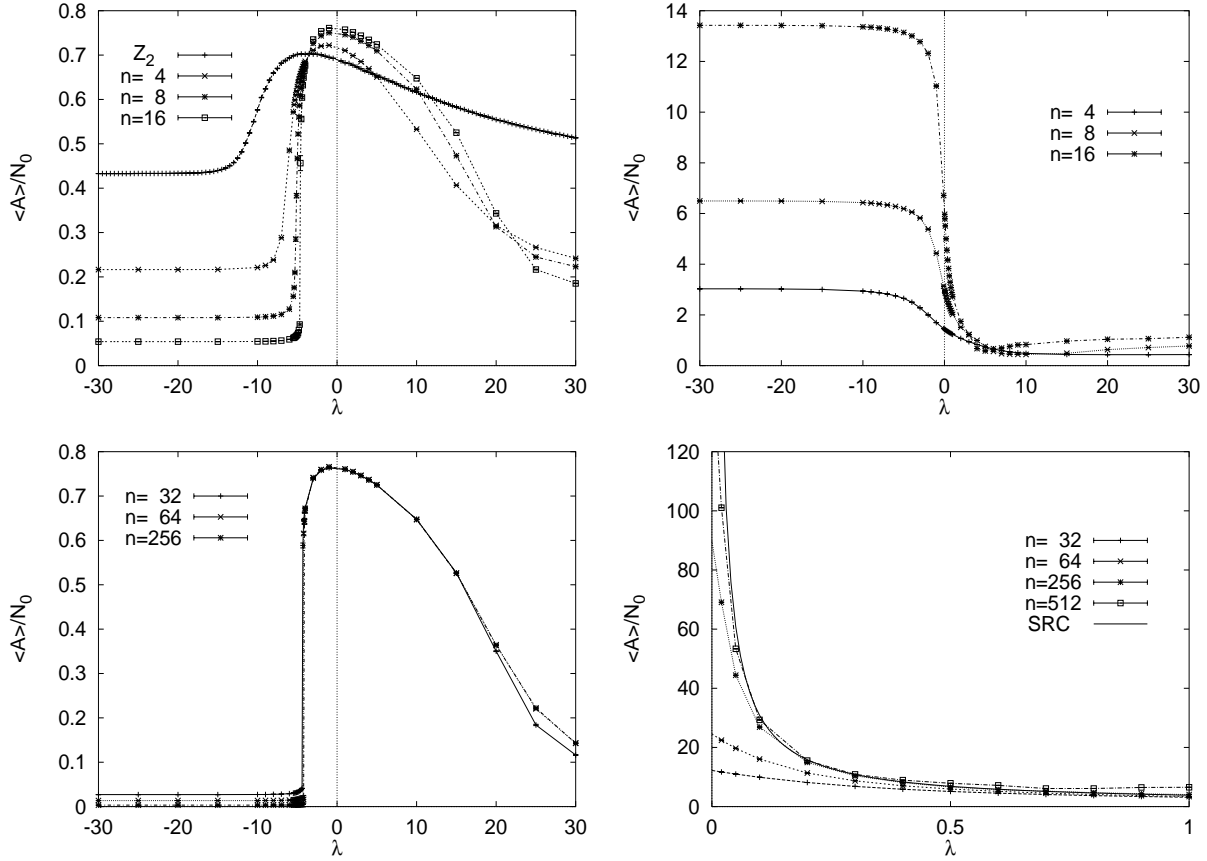 0.8
0.7
0.6
0.5
0.4
0.3
0.2
0.1
0
-30 -20 -10 0 10 20 30
<A>/N0
λ
Z2
n= 4
n= 8
n=16
14
12
10
8
6
4
2
0
-30 -20 -10 0 10 20 30
<A>/N0
λ
n= 4
n= 8
n=16
0.8
0.7
0.6
0.5
0.4
0.3
0.2
0.1
0
-30 -20 -10 0 10 20 30
<A>/N0
λ
n= 32
n= 64
n=256
120
100
80
60
40
20
0
0 0.5 1
<A>/N0
λ
n= 32
n= 64
n=256
n=512
SRC